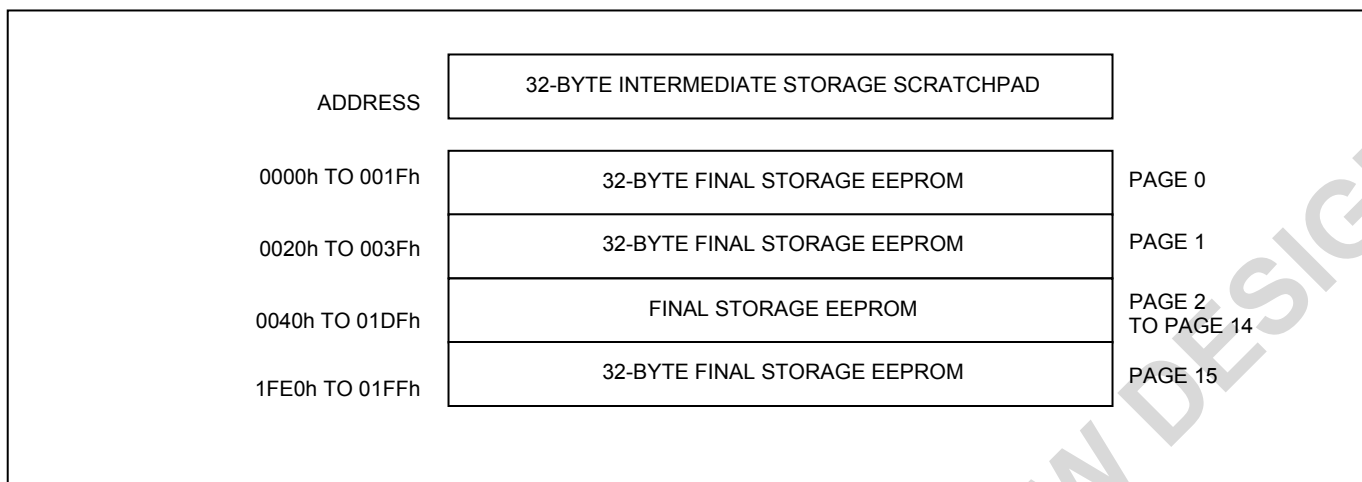 32-BYTE INTERMEDIATE STORAGE SCRATCHPAD
ADDRESS
0000h TO 001Fh 32-BYTE FINAL STORAGE EEPROM PAGE 0
0020h TO 003Fh 32-BYTE FINAL STORAGE EEPROM PAGE 1
0040h TO 01DFh FINAL STORAGE EEPROM PAGE 2
TO PAGE 14
1FE0h TO 01FFh 32-BYTE FINAL STORAGE EEPROM PAGE 15